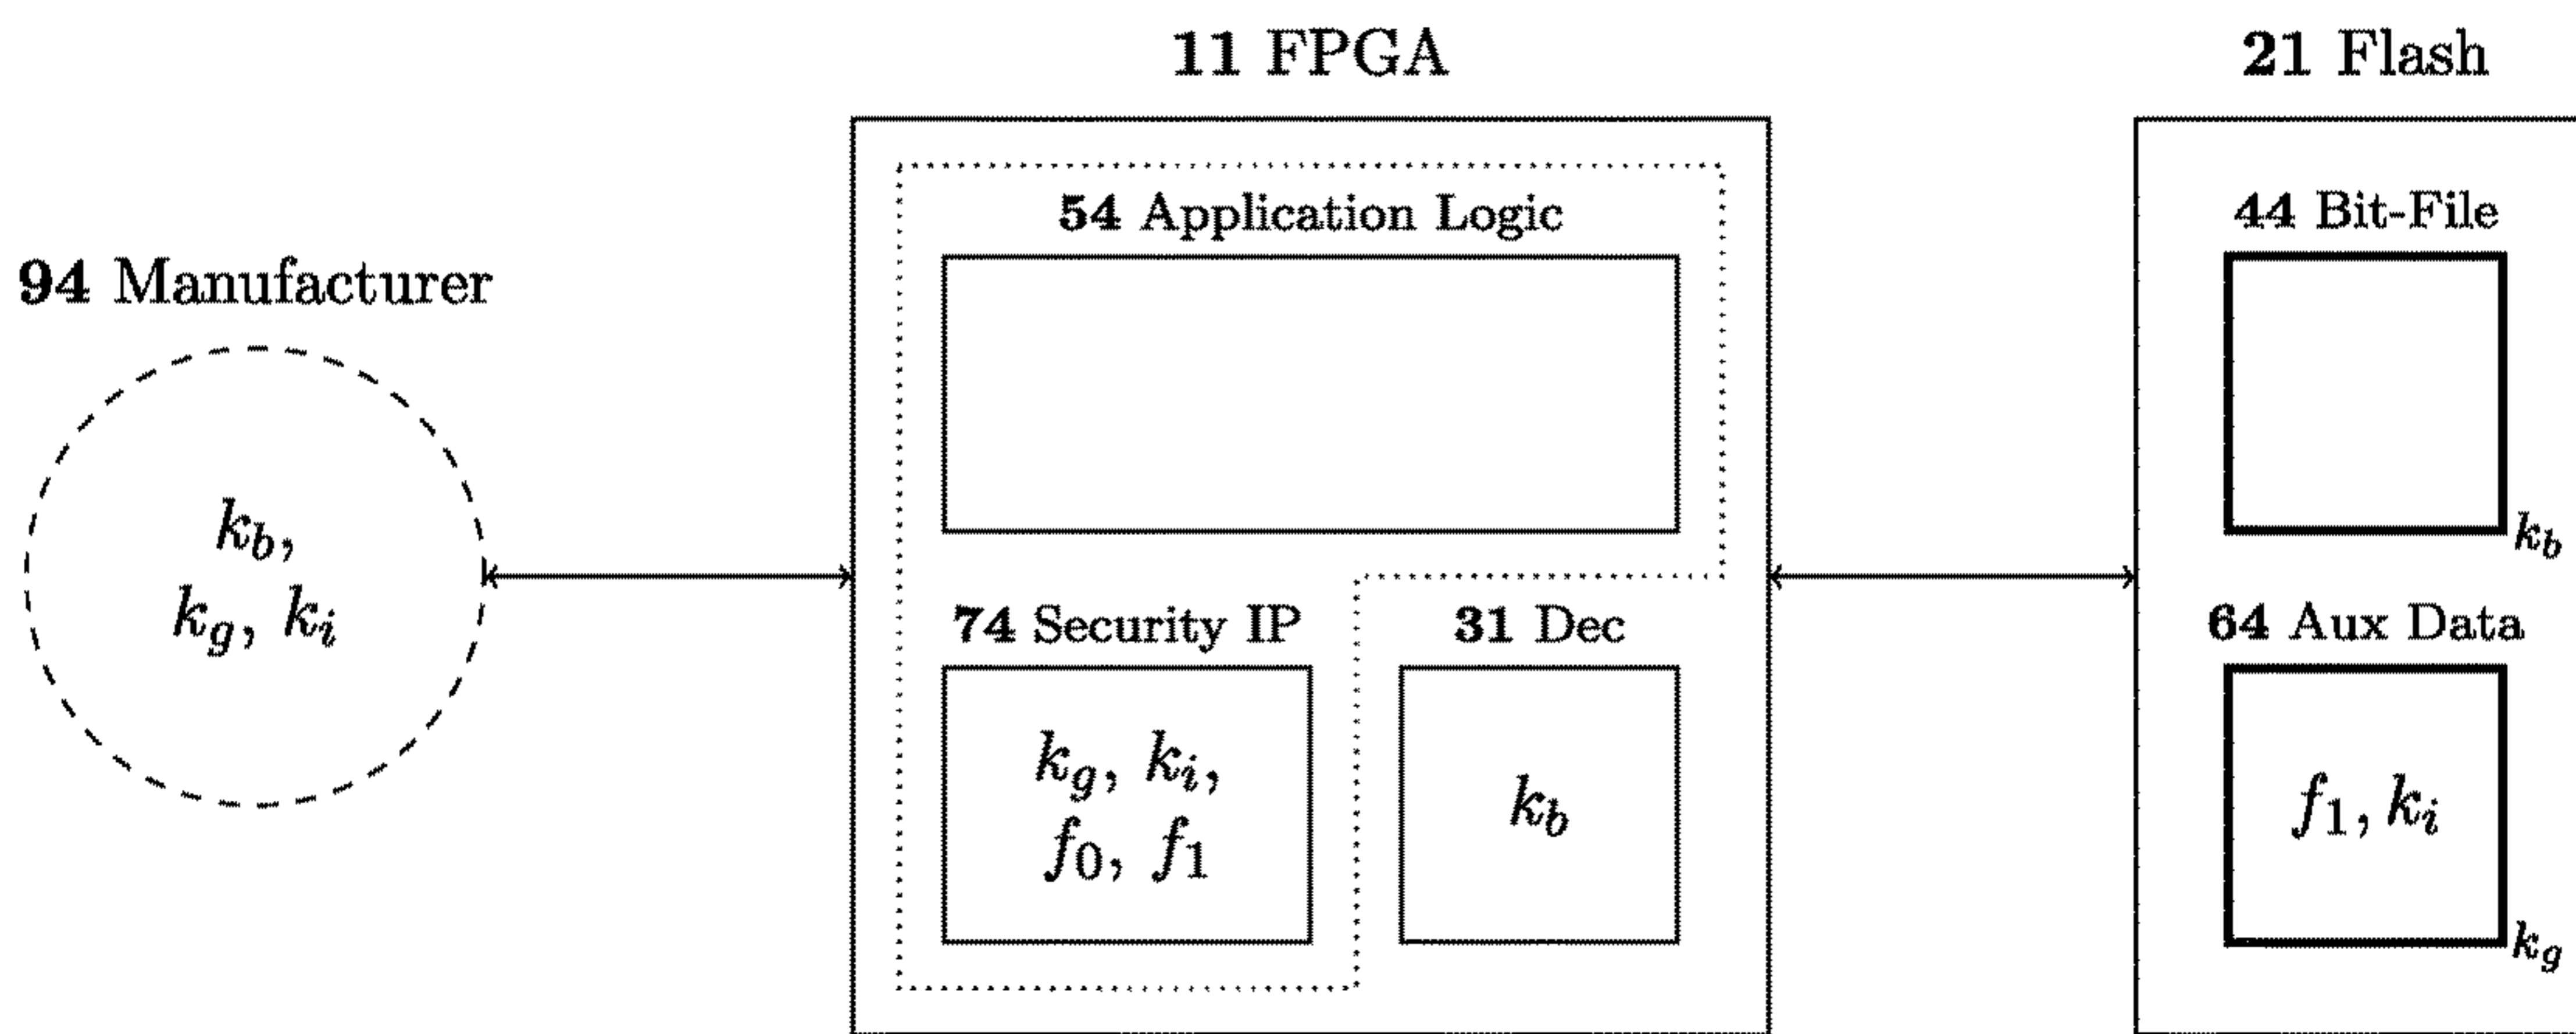 11 FPGA
21 Flash
94 Manufacturer
k_b,
k_g, k_i
54 Application Logic
74 Security IP
k_g, k_i,
f_0, f_1
31 Dec
k_b
44 Bit-File
k_b
64 Aux Data
f_1, k_i
k_g